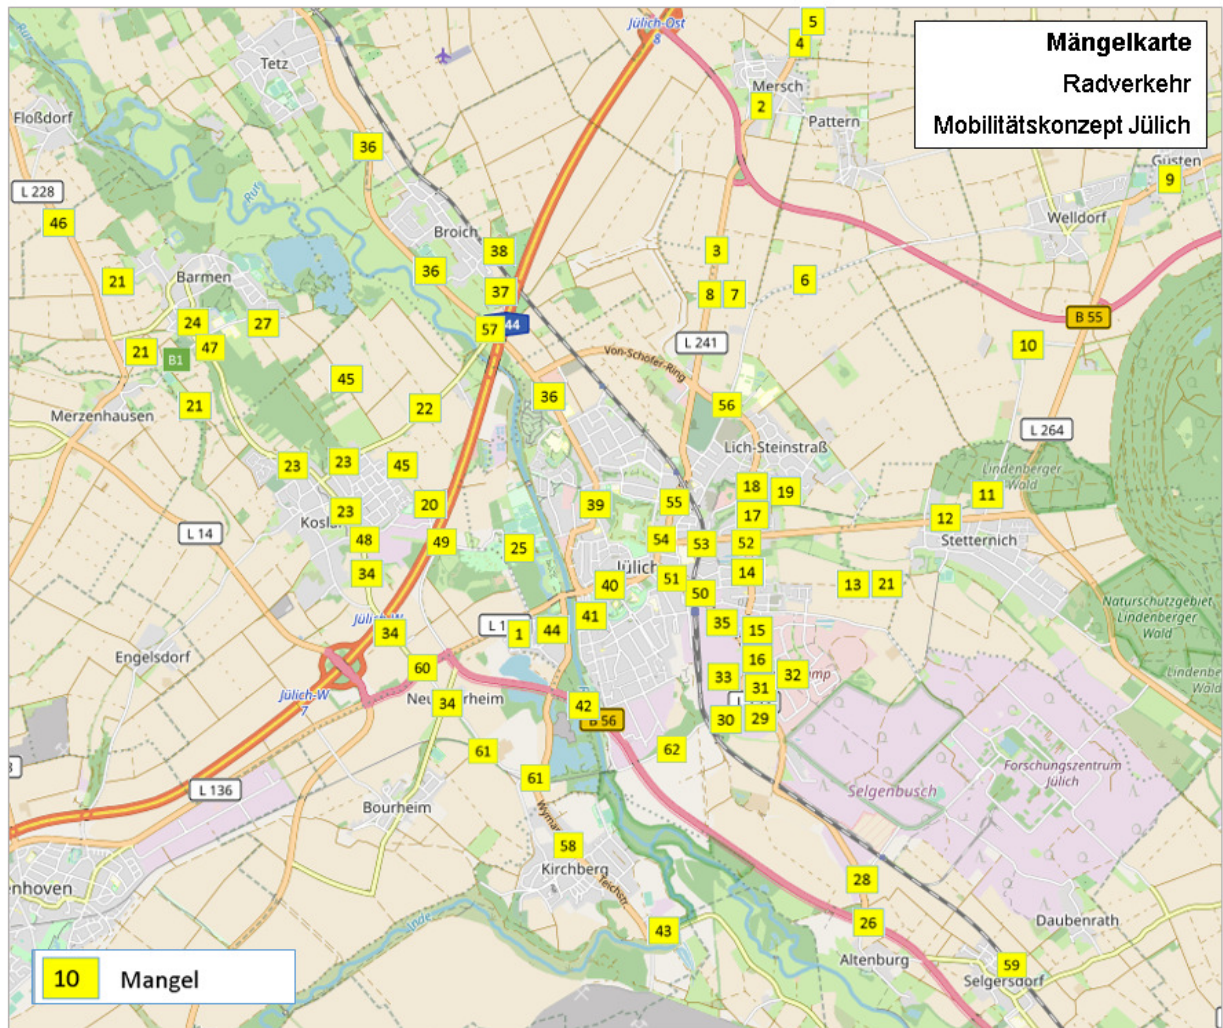 Mängelkarte
Radverkehr
Mobilitätskonzept Jülich
Jülich-Ost
8
5
4
Tetz
Mersch
2
Floßdorf
Pattern
36
Güsten
9
L 228
Rur
46
Welldorf
Broich
38
3
21
Barmen
36
6
37
8
7
24
27
57
44
B 55
47
L 241
10
21
B1
Von-Schöfer-Ring
45
36
56
21
22
Merzenhausen
L 264
Lich-Steinstraß
23
23
45
Lindenberger
Wald
18
19
11
20
55
39
23
17
12
Koslar
L 14
48
49
25
54
53
52
Stetternich
Jülich
34
51
14
40
50
13
21
Naturschutzgebiet
Lindenberger
Wald
41
35
Jülich-W
34
L 1
1
44
15
Engelsdorf
16
60
33
32
Lindenbe
Wäld
Jülich-W
7
31
34
42
B 56
30
29
61
62
61
Forschungszentrum
Jülich
L 136
Selgenbusch
Bourheim
58
Kirchberg
Teichstr.
28
enhoven
Inde
26
Daubenrath
43
Altenburg
59
Selgersdorf
10 Mangel